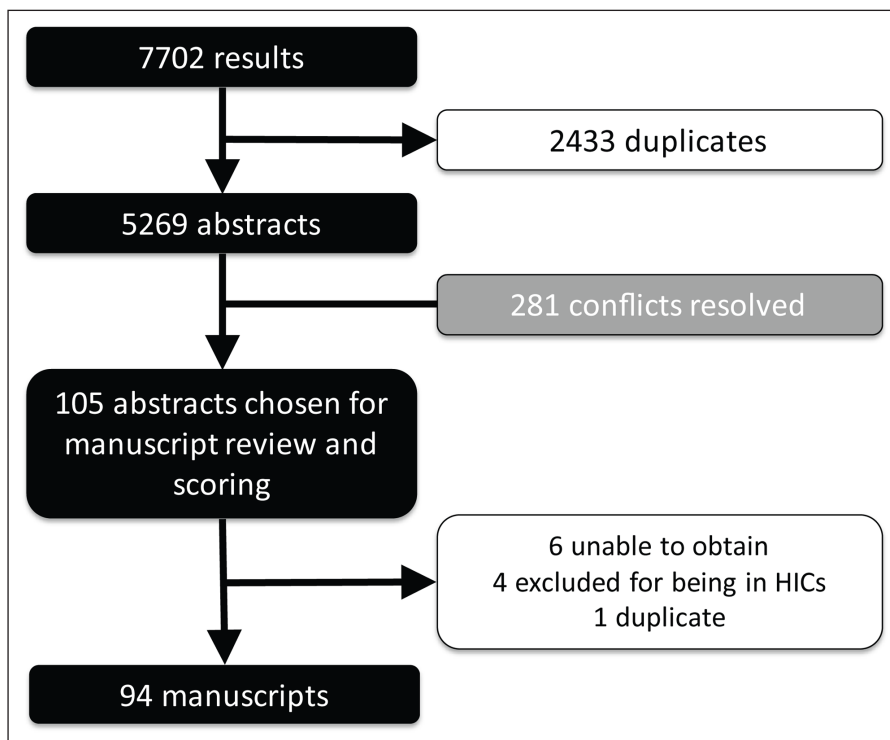 7702 results
2433 duplicates
5269 abstracts
281 conflicts resolved
105 abstracts chosen for
manuscript review and
scoring
6 unable to obtain
4 excluded for being in HICs
1 duplicate
94 manuscripts